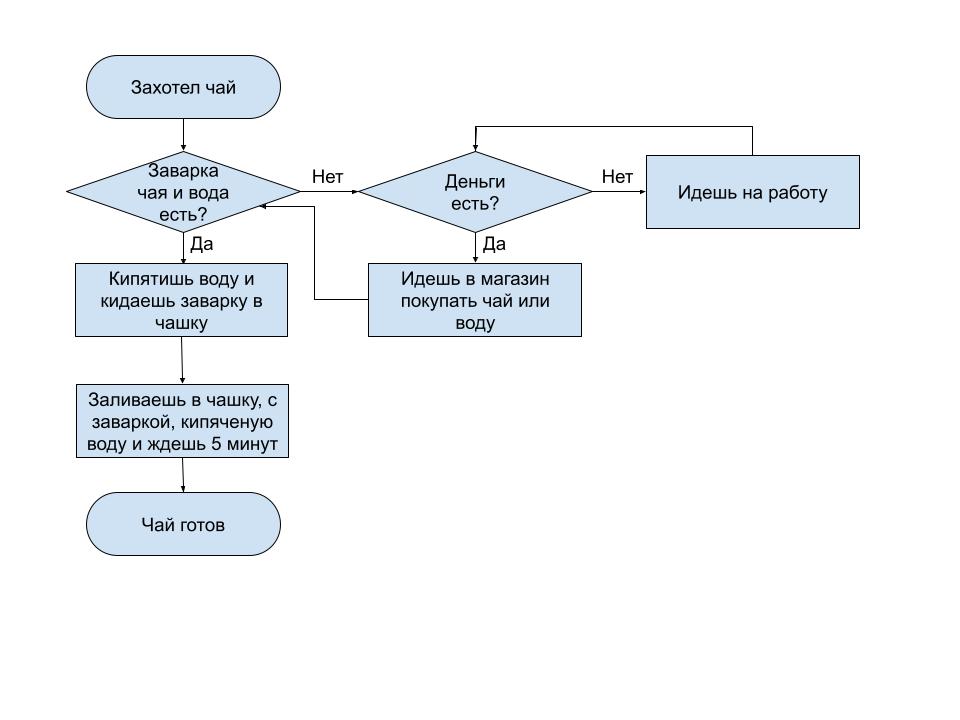 Захотел чай
Заварка
чая и вода
есть?
Нет
Деньги
есть?
Нет
Идешь на работу
Да
Да
Кипятишь воду и
кидаешь заварку в
чашку
Идешь в магазин
покупать чай или
воду
Заливаешь в чашку, с
заваркой, кипяченую
воду и ждешь 5 минут
Чай готов